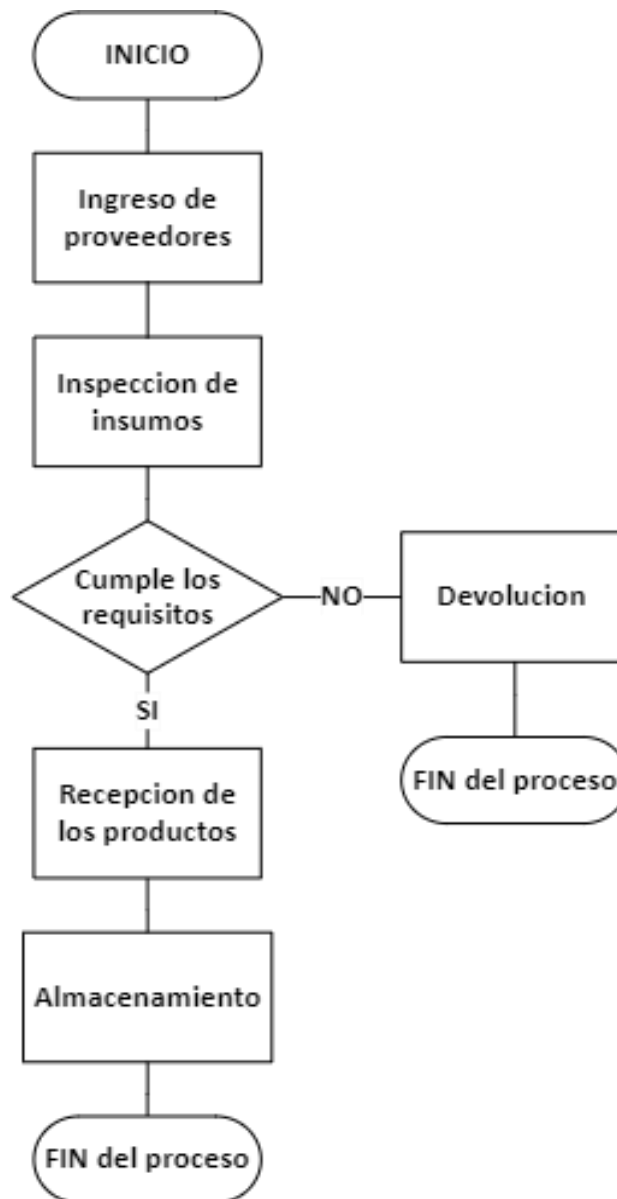 INICIO
Ingreso de
proveedores
Inspeccion de
insumos
Cumple los
requisitos
NO
Devolucion
SI
FIN del proceso
Recepcion de
los productos
Almacenamiento
FIN del proceso